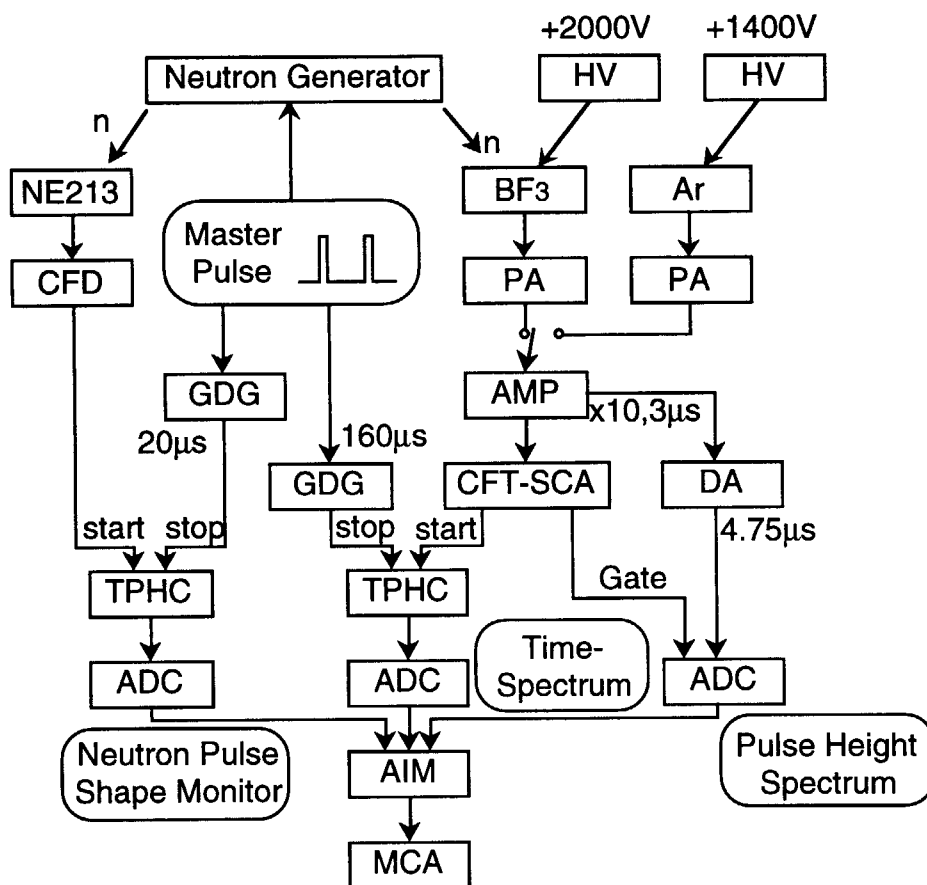 +2000V
+1400V
Neutron Generator
HV
HV
n
n
NE213
BF3
Ar
Master
Pulse
CFD
PA
PA
GDG
AMP
x10,3μs
20μs
160μs
GDG
CFT-SCA
DA
start
stop
stop
start
4.75μs
TPHC
TPHC
Gate
Time-
Spectrum
ADC
ADC
ADC
Neutron Pulse
Shape Monitor
AIM
Pulse Height
Spectrum
MCA